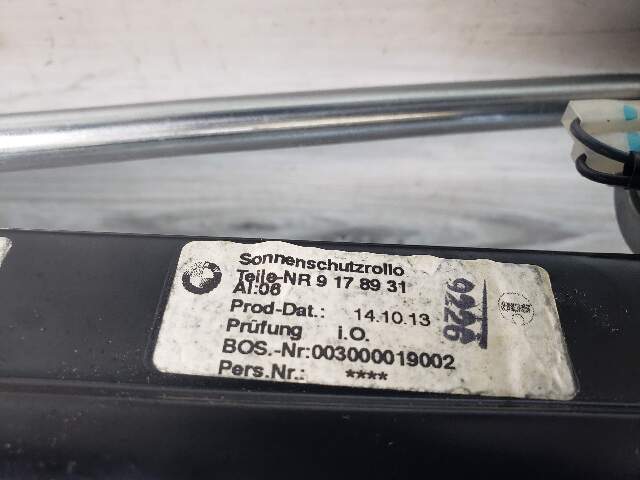 Sonnenschutzrollo
Teile-NR 9 17 89 31
AI:06
Prod-Dat.: 14.10.13
Prüfung i.O.
BOS.-Nr:003000019002
Pers.Nr.: ****
9226